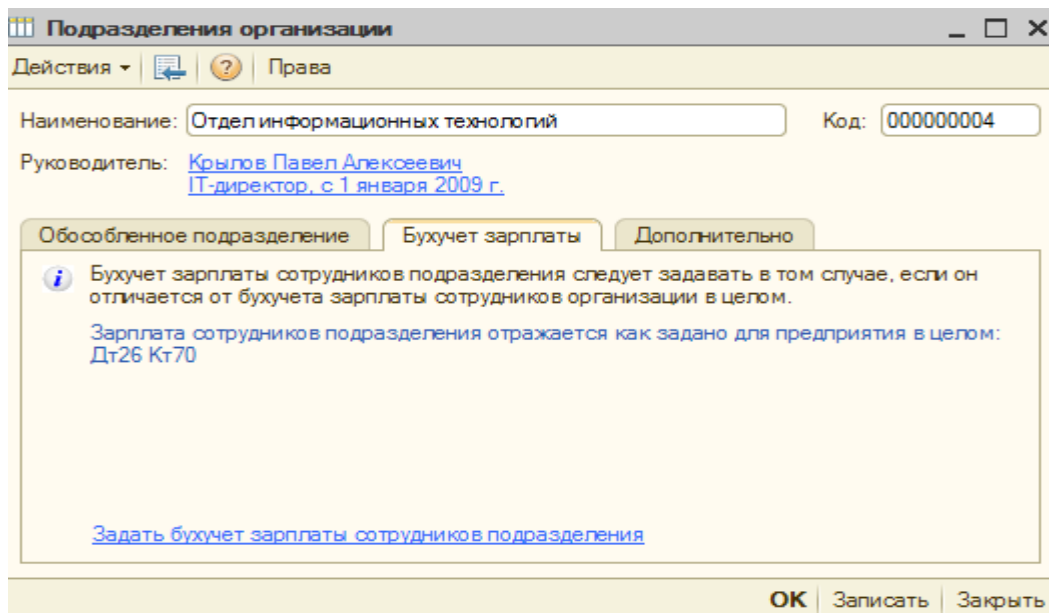 Подразделения организации
Действия Права
Наименование: Отдел информационных технологий Код: 000000004
Руководитель: Крылов Павел Алексеевич
IT-директор, с 1 января 2009 г.
Обособленное подразделение Бухучет зарплаты Дополнительно
Бухучет зарплаты сотрудников подразделения следует задавать в том случае, если он
отличается от бухучета зарплаты сотрудников организации в целом.
Зарплата сотрудников подразделения отражается как задано для предприятия в целом:
Дт26 Кт70
Задать бухучет зарплаты сотрудников подразделения
OK Записать Закрыть